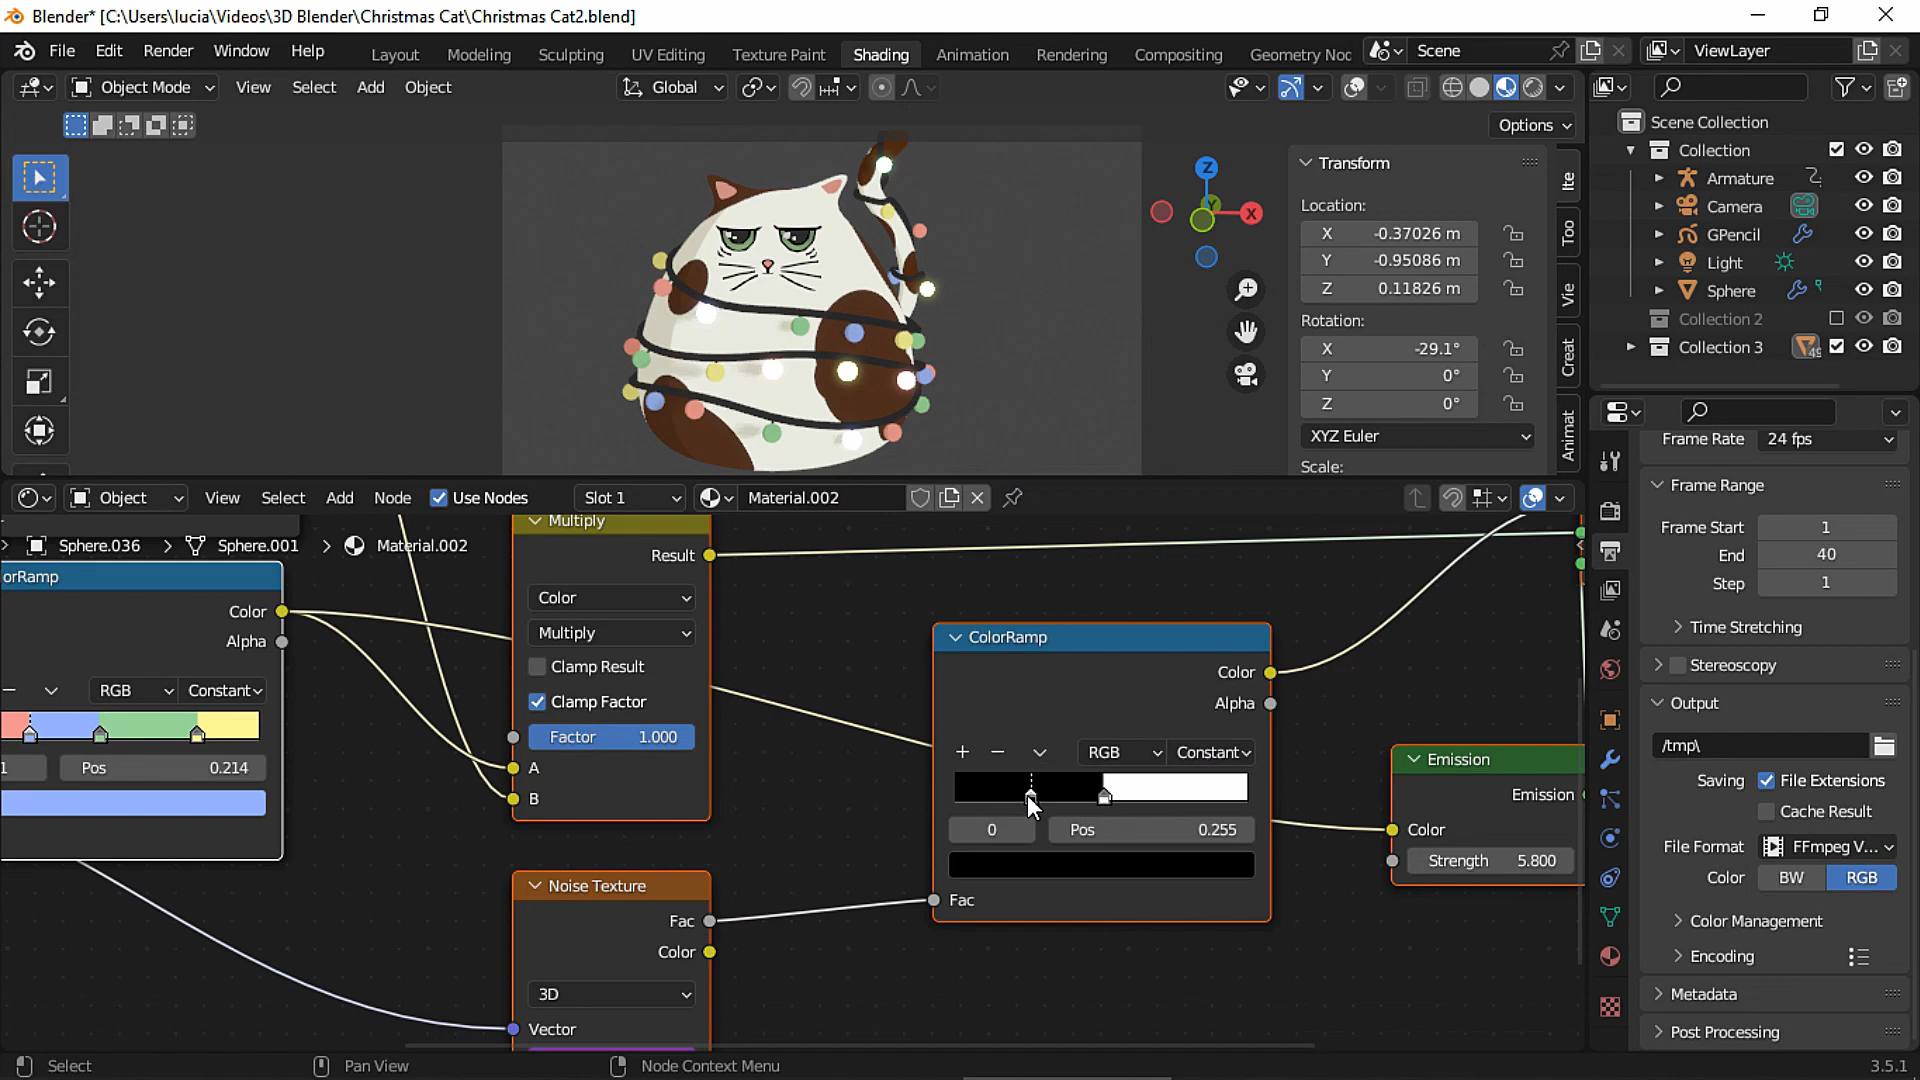 Blender* [C:\Users\lucia\Videos\3D Blender\Christmas Cat\Christmas Cat2.blend]
File Edit Render Window Help
Layout Modeling Sculpting UV Editing Texture Paint Shading Animation Rendering Compositing Geometry Noc
Scene
ViewLayer
Object Mode View Select Add Object
Global
Options
Transform
Location:
X -0.37026 m
Y -0.95086 m
Z 0.11826 m
Rotation:
X -29.1°
Y 0°
Z 0°
XYZ Euler
Scale:
Ite
Too
Vie
Creat
Animat
Z
Y
X
Scene Collection
Collection
Armature
Camera
GPencil
Light
Sphere
Collection 2
Collection 3
49
Object View Select Add Node Use Nodes Slot 1 Material.002
Sphere.036 > Sphere.001 > Material.002
orRamp
Color
Alpha
RGB Constant
1 Pos 0.214
Multiply
Result
Color
Multiply
Clamp Result
Clamp Factor
Factor 1.000
A
B
Noise Texture
Fac
Color
3D
Vector
ColorRamp
Color
Alpha
RGB Constant
0 Pos 0.255
Fac
Emission
Emission
Color
Strength 5.800
Frame Rate 24 fps
Frame Range
Frame Start 1
End 40
Step 1
Time Stretching
Stereoscopy
Output
/tmp\
Saving File Extensions
Cache Result
File Format FFmpeg V...
Color BW RGB
Color Management
Encoding
Metadata
Post Processing
Select Pan View Node Context Menu 3.5.1